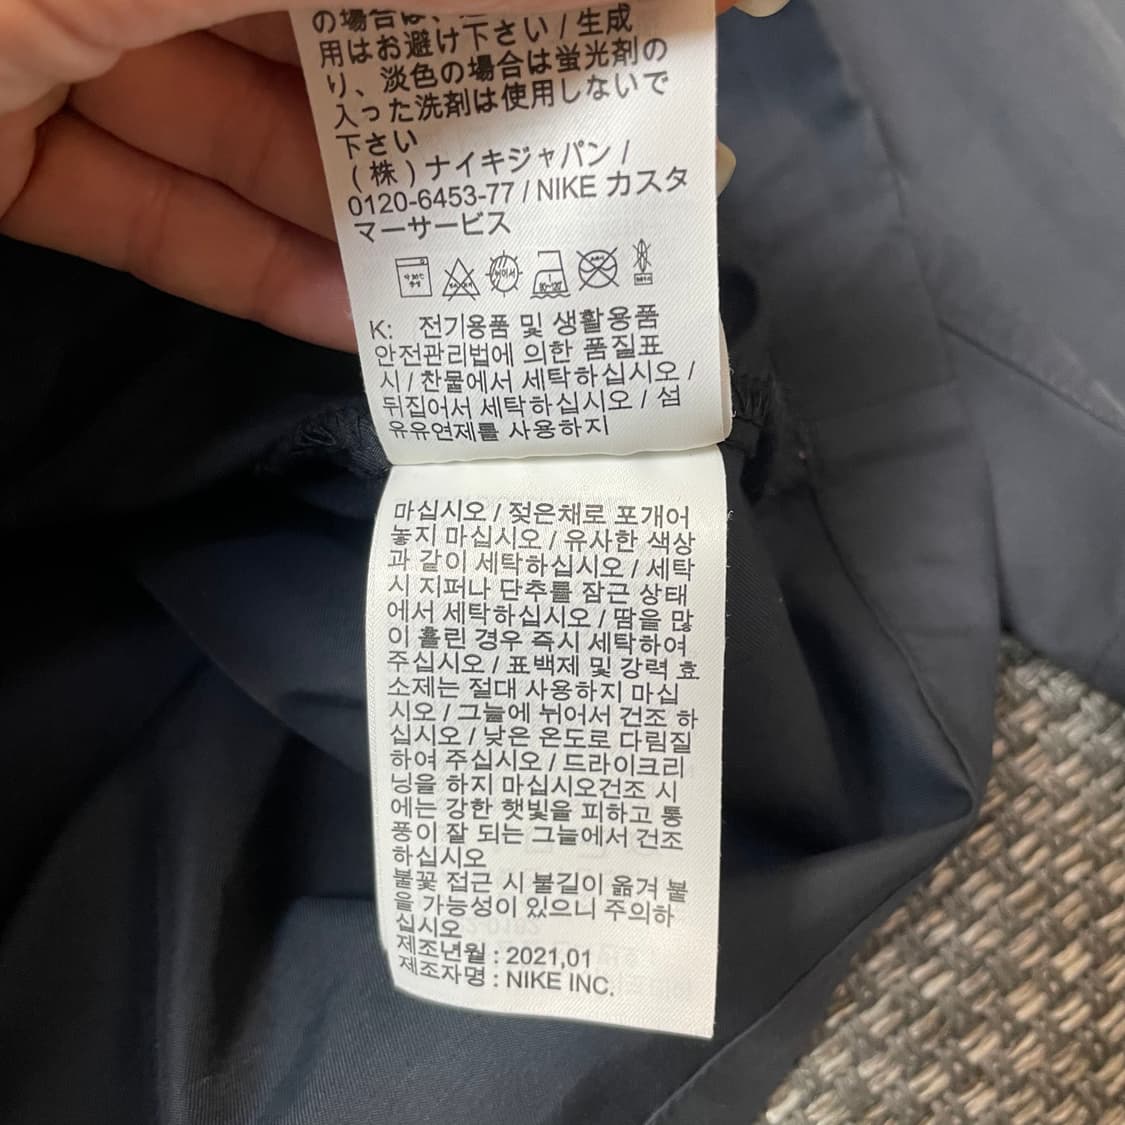 の場合は、
用はお避け下さい / 生成
り、淡色の場合は蛍光剤の
入った洗剤は使用しないで
下さい
(株)ナイキジャパン /
0120-6453-77 / NIKE カスタ
マーサービス
K: 전기용품 및 생활용품
안전관리법에 의한 품질표
시 / 찬물에서 세탁하십시오 /
뒤집어서 세탁하십시오 / 섬
유유연제를 사용하지
마십시오 / 젖은채로 포개어
놓지 마십시오 / 유사한 색상
과 같이 세탁하십시오 / 세탁
시 지퍼나 단추를 잠근 상태
에서 세탁하십시오 / 땀을 많
이 흘린 경우 즉시 세탁하여
주십시오 / 표백제 및 강력 효
소제는 절대 사용하지 마십
시오 / 그늘에 뉘어서 건조 하
십시오 / 낮은 온도로 다림질
하여 주십시오 / 드라이크리
닝을 하지 마십시오건조 시
에는 강한 햇빛을 피하고 통
풍이 잘 되는 그늘에서 건조
하십시오
불꽃 접근 시 불길이 옮겨 붙
을 가능성이 있으니 주의하
십시오
제조년월 : 2021,01
제조자명 : NIKE INC.